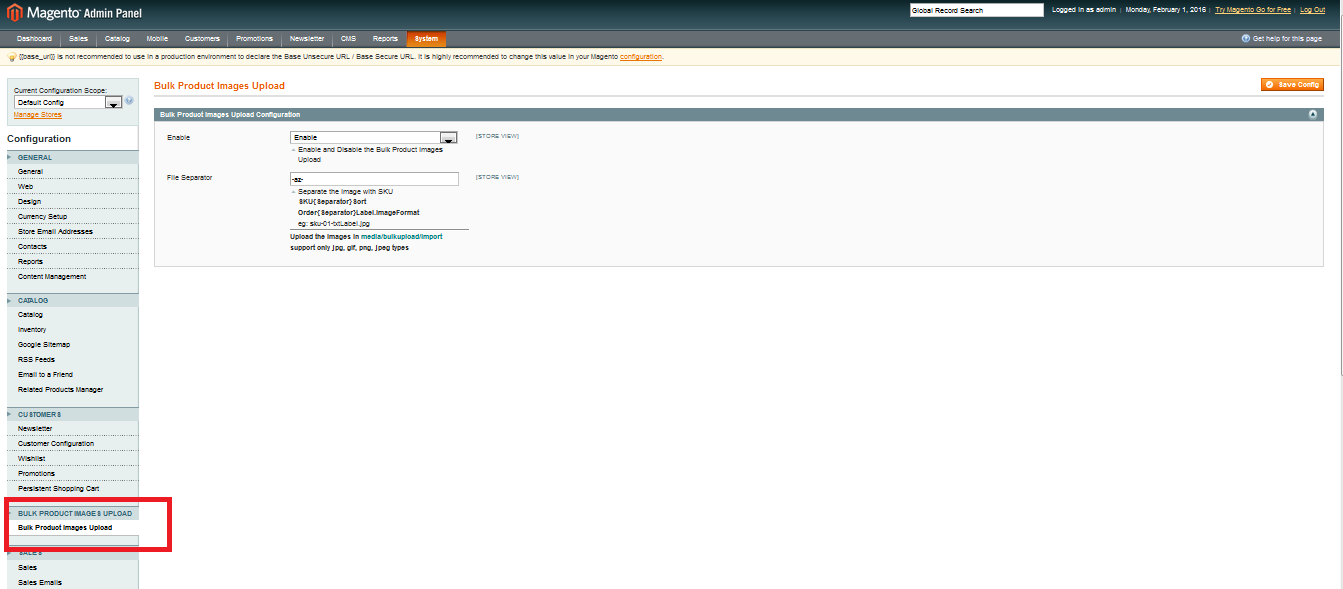 Magento® Admin Panel
Global Record Search
Logged in as admin | Monday, February 1, 2016 | Try Magento Go for Free | Log Out
Dashboard Sales Catalog Mobile Customers Promotions Newsletter CMS Reports System
Get help for this page
{{base_url}} is not recommended to use in a production environment to declare the Base Unsecure URL / Base Secure URL. It is highly recommended to change this value in your Magento configuration.
Current Configuration Scope:
Default Config
Manage Stores
Configuration
GENERAL
General
Web
Design
Currency Setup
Store Email Addresses
Contacts
Reports
Content Management
CATALOG
Catalog
Inventory
Google Sitemap
RSS Feeds
Email to a Friend
Related Products Manager
CUSTOMERS
Newsletter
Customer Configuration
Wishlist
Promotions
Persistent Shopping Cart
BULK PRODUCT IMAGES UPLOAD
Bulk Product Images Upload
SALES
Sales
Sales Emails
Bulk Product Images Upload
Save Config
Bulk Product Images Upload Configuration
Enable
Enable
[STORE VIEW]
Enable and Disable the Bulk Product Images
Upload
File Separator
-az-
[STORE VIEW]
Separate the Image with SKU
SKU{Separator}Sort
Order{Separator}Label.ImageFormat
eg: sku-01-txtLabel.jpg
Upload the images in media/bulkupload/import
support only jpg, gif, png, jpeg types